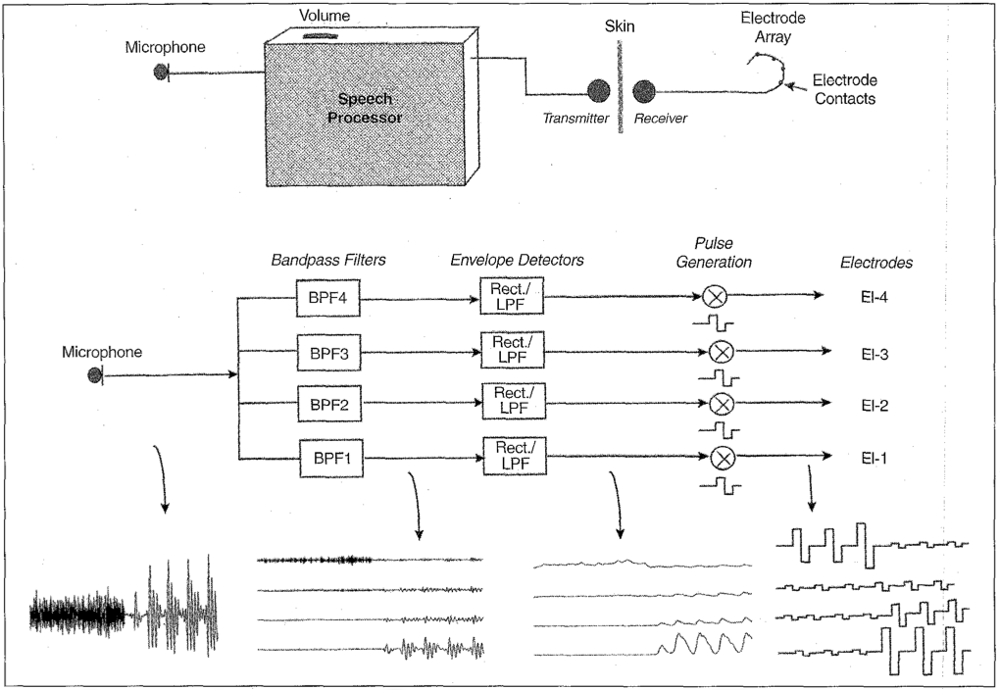 Volume
Microphone
Speech
Processor
Skin
Transmitter
Receiver
Electrode
Array
Electrode
Contacts
Bandpass Filters
Envelope Detectors
Pulse
Generation
Electrodes
Microphone
BPF4
Rect./
LPF
El-4
BPF3
Rect./
LPF
El-3
BPF2
Rect./
LPF
El-2
BPF1
Rect./
LPF
El-1